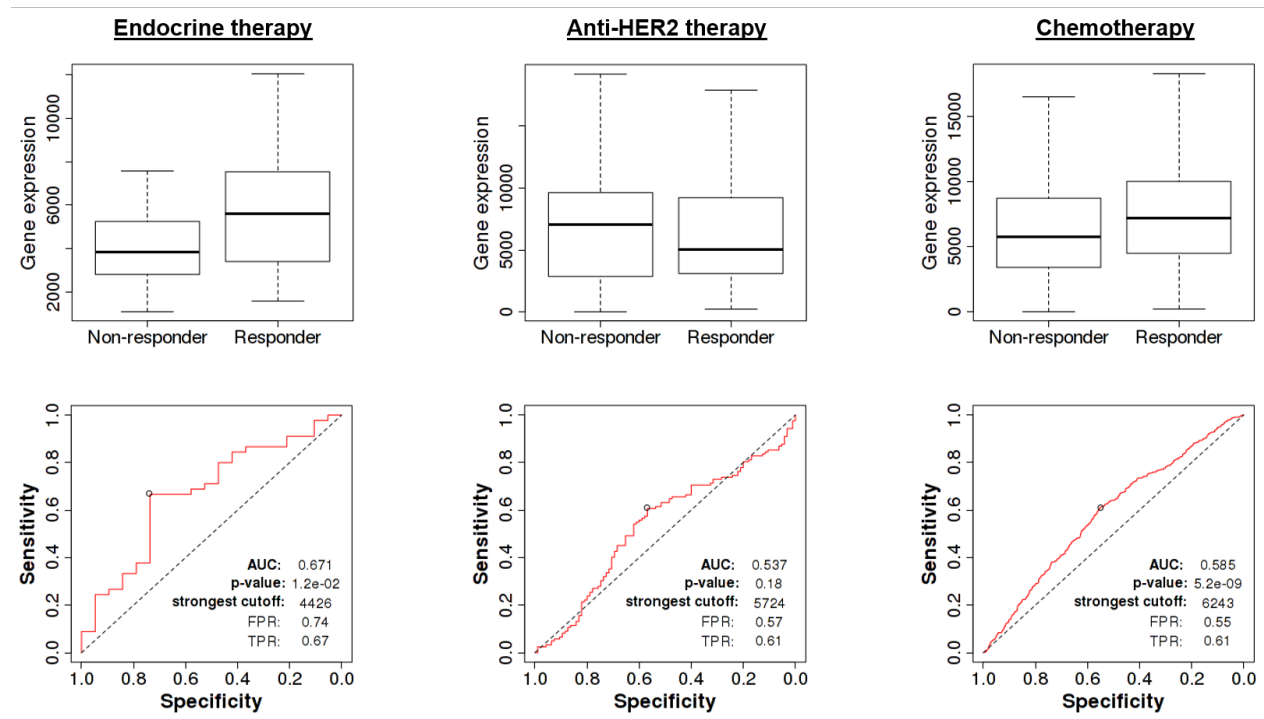 Endocrine therapy
Anti-HER2 therapy
Chemotherapy
Gene expression
2000 6000 10000
Non-responder Responder
Gene expression
0 5000 10000
Non-responder Responder
Gene expression
0 5000 10000 15000
Non-responder Responder
Sensitivity
0.0 0.2 0.4 0.6 0.8 1.0
AUC: 0.671
p-value: 1.2e-02
strongest cutoff: 4426
FPR: 0.74
TPR: 0.67
1.0 0.8 0.6 0.4 0.2 0.0
Specificity
Sensitivity
0.0 0.2 0.4 0.6 0.8 1.0
AUC: 0.537
p-value: 0.18
strongest cutoff: 5724
FPR: 0.57
TPR: 0.61
1.0 0.8 0.6 0.4 0.2 0.0
Specificity
Sensitivity
0.0 0.2 0.4 0.6 0.8 1.0
AUC: 0.585
p-value: 5.2e-09
strongest cutoff: 6243
FPR: 0.55
TPR: 0.61
1.0 0.8 0.6 0.4 0.2 0.0
Specificity